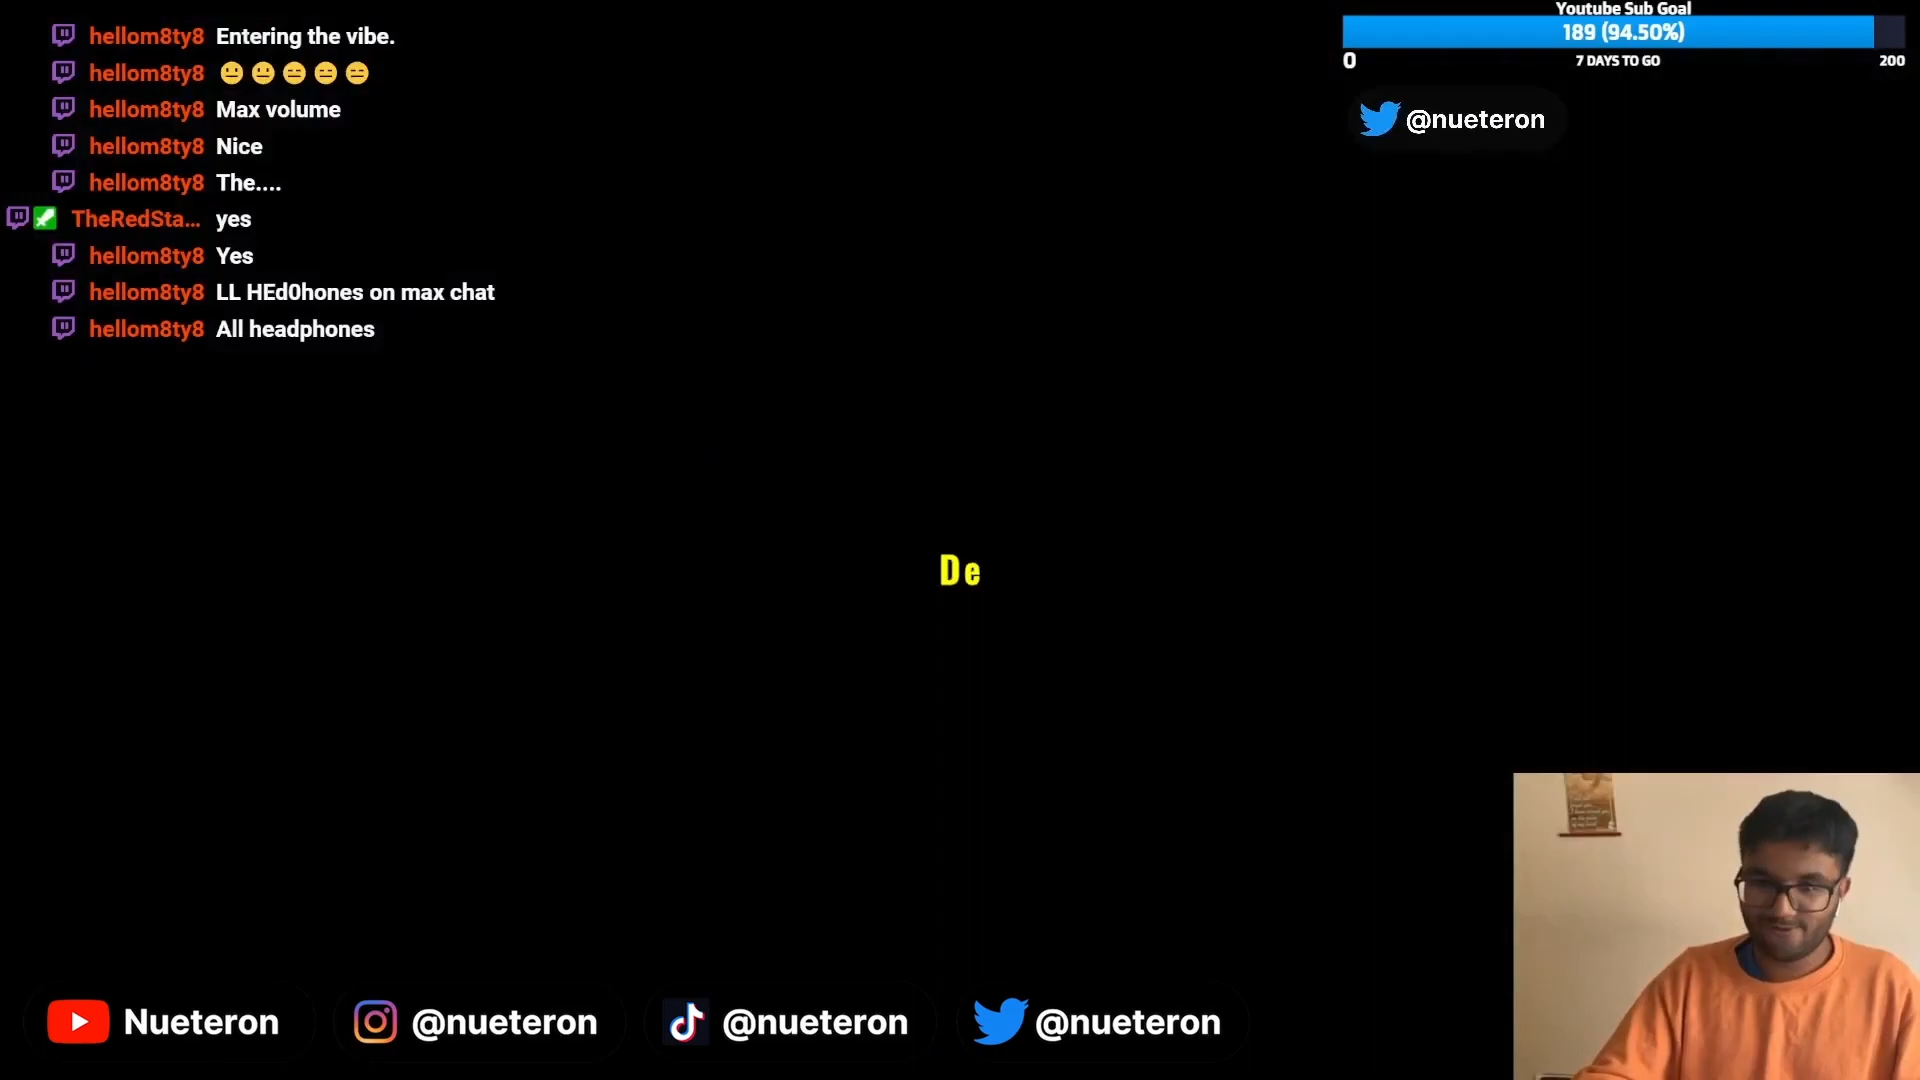 hellom8ty8 Entering the vibe.
hellom8ty8 😐😐😑😑😑
hellom8ty8 Max volume
hellom8ty8 Nice
hellom8ty8 The....
TheRedSta... yes
hellom8ty8 Yes
hellom8ty8 LL HEd0hones on max chat
hellom8ty8 All headphones
Youtube Sub Goal
189 (94.50%)
0 7 DAYS TO GO 200
@nueteron
De
Nueteron @nueteron @nueteron @nueteron